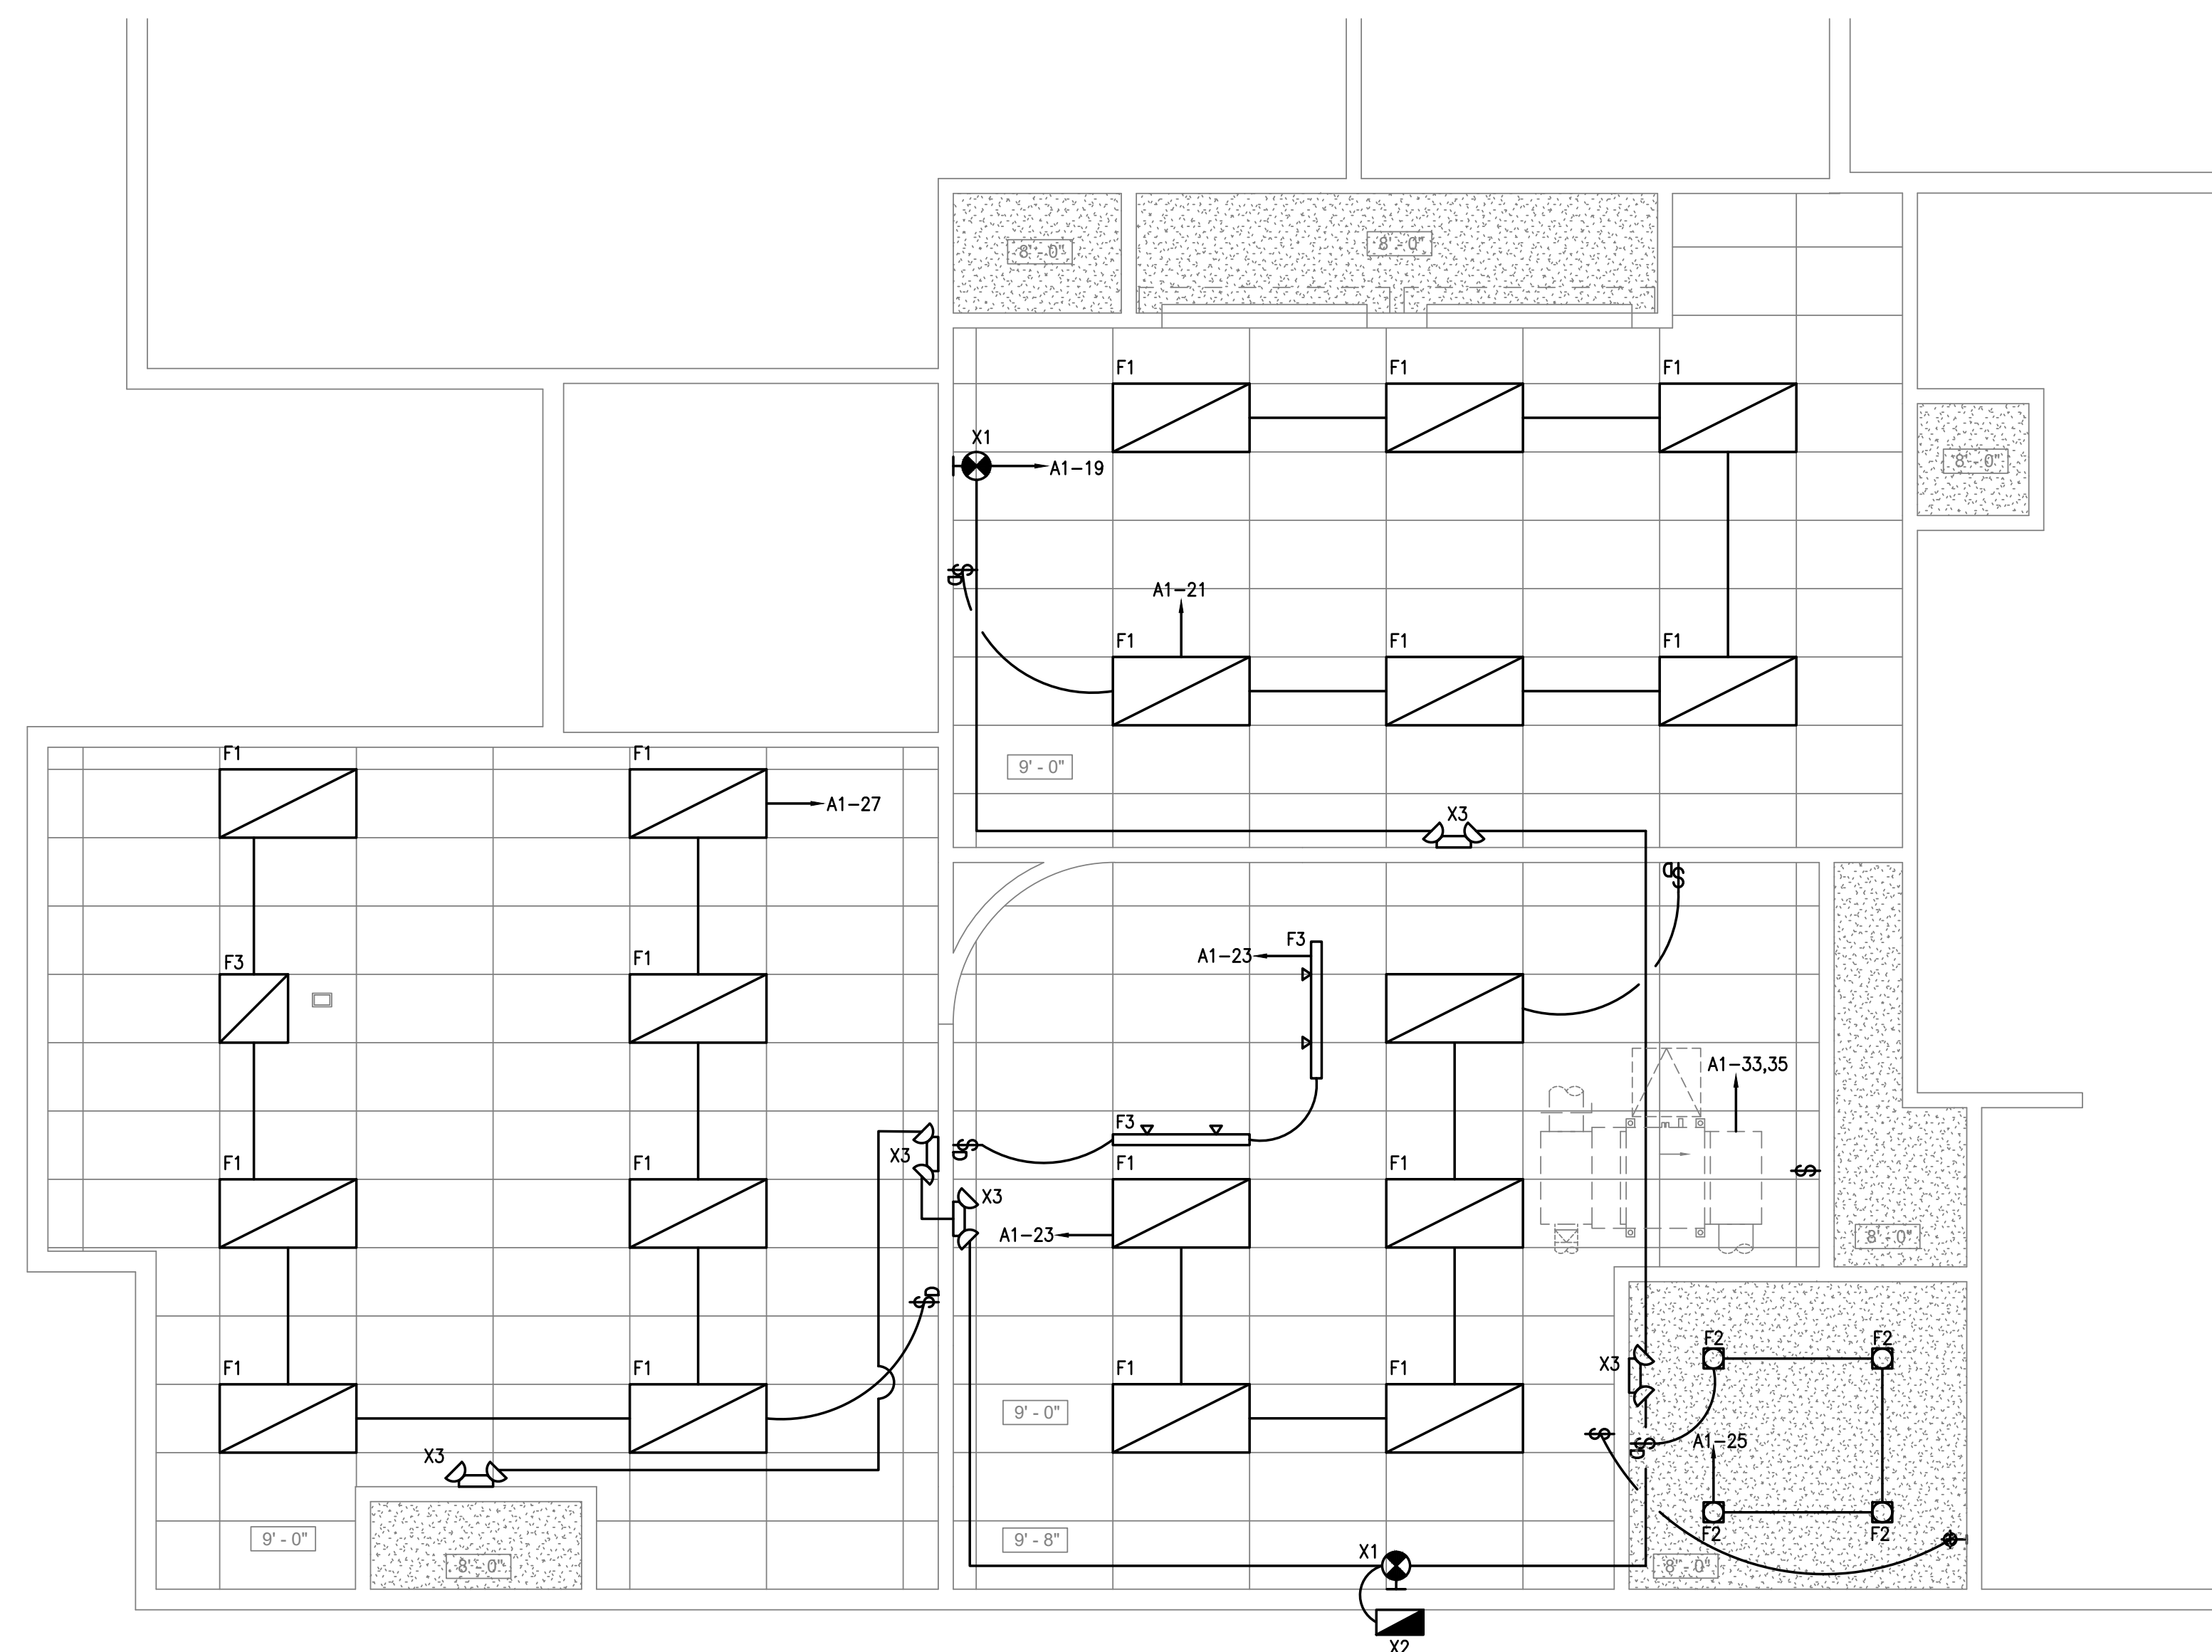 8' - 0"
8' - 0"
F1
F1
F1
X1
A1-19
8' - 0"
$D
A1-21
F1
F1
F1
9' - 0"
F1
F1
A1-27
X3
$D
F3
A1-23
F3
F1
A1-33,35
F3
X3
$D
F1
F1
F1
F1
$
X3
A1-23
8' - 0"
$D
F2
F2
X3
F1
F1
F1
F1
9' - 0"
$
$D
A1-25
X3
9' - 0"
8' - 0"
9' - 8"
F2
F2
X1
8' - 0"
X2